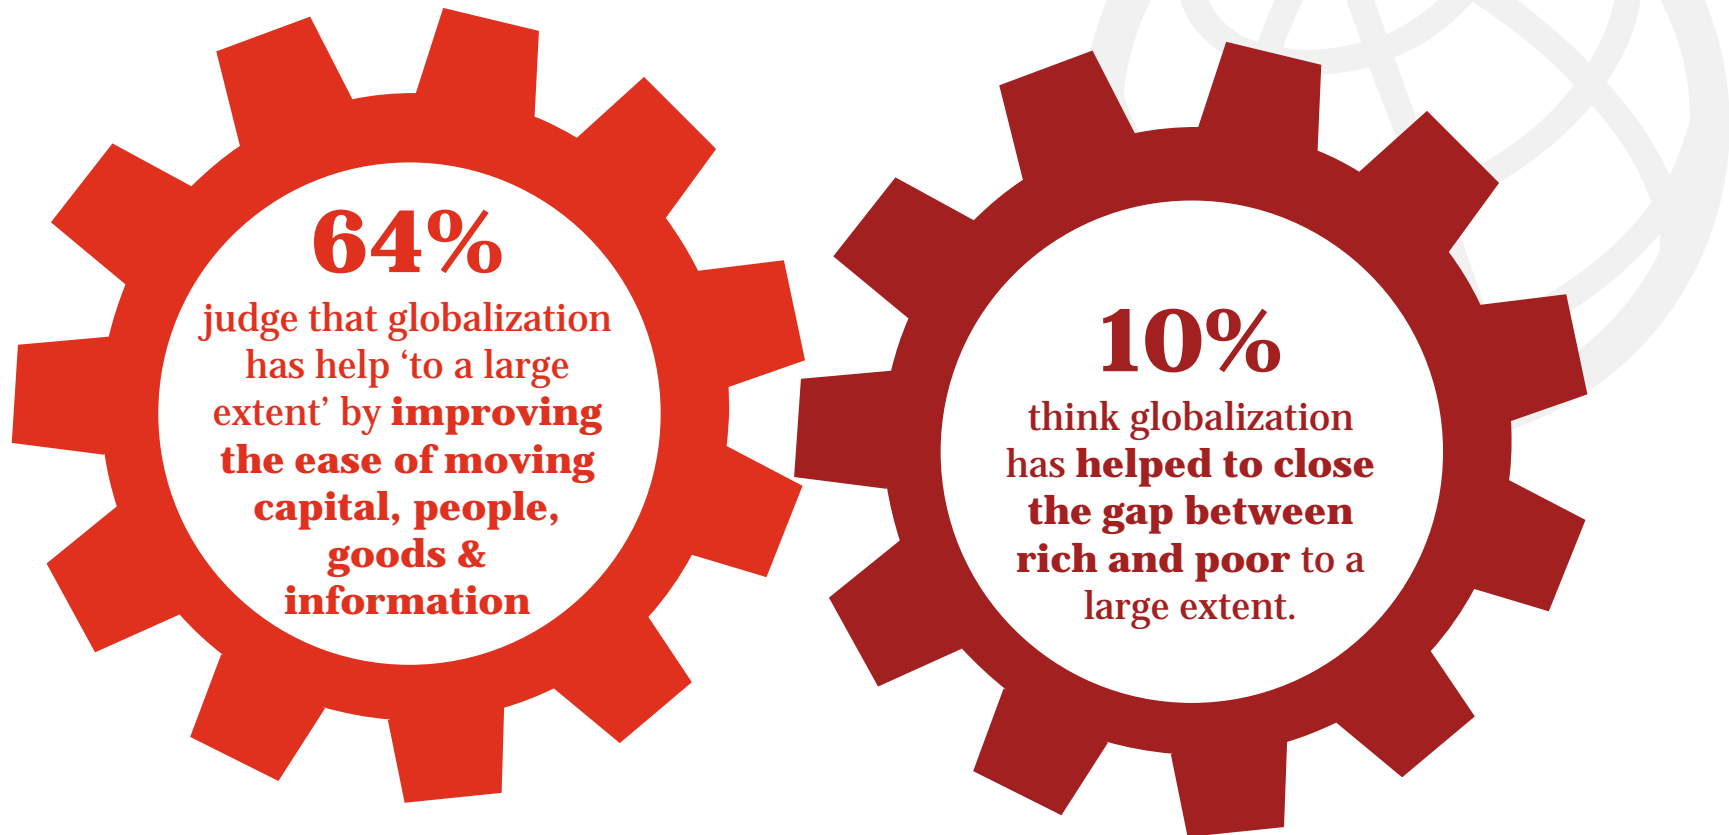 64%
judge that globalization
has help ‘to a large
extent’ by improving
the ease of moving
capital, people,
goods &
information
10%
think globalization
has helped to close
the gap between
rich and poor to a
large extent.